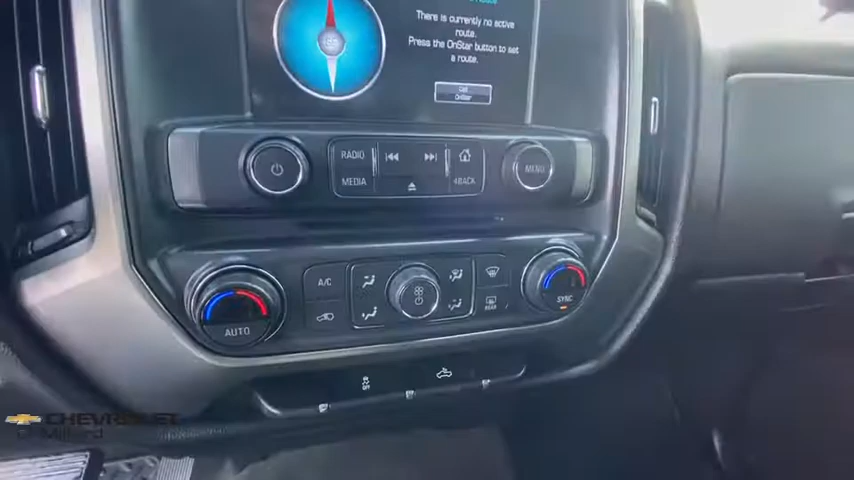 There is currently no active
route.
Press the OnStar button to set
a route.
Call
OnStar
RADIO
MEDIA
BACK
MENU
A/C
AUTO
REAR
SYNC
CHEVROLET